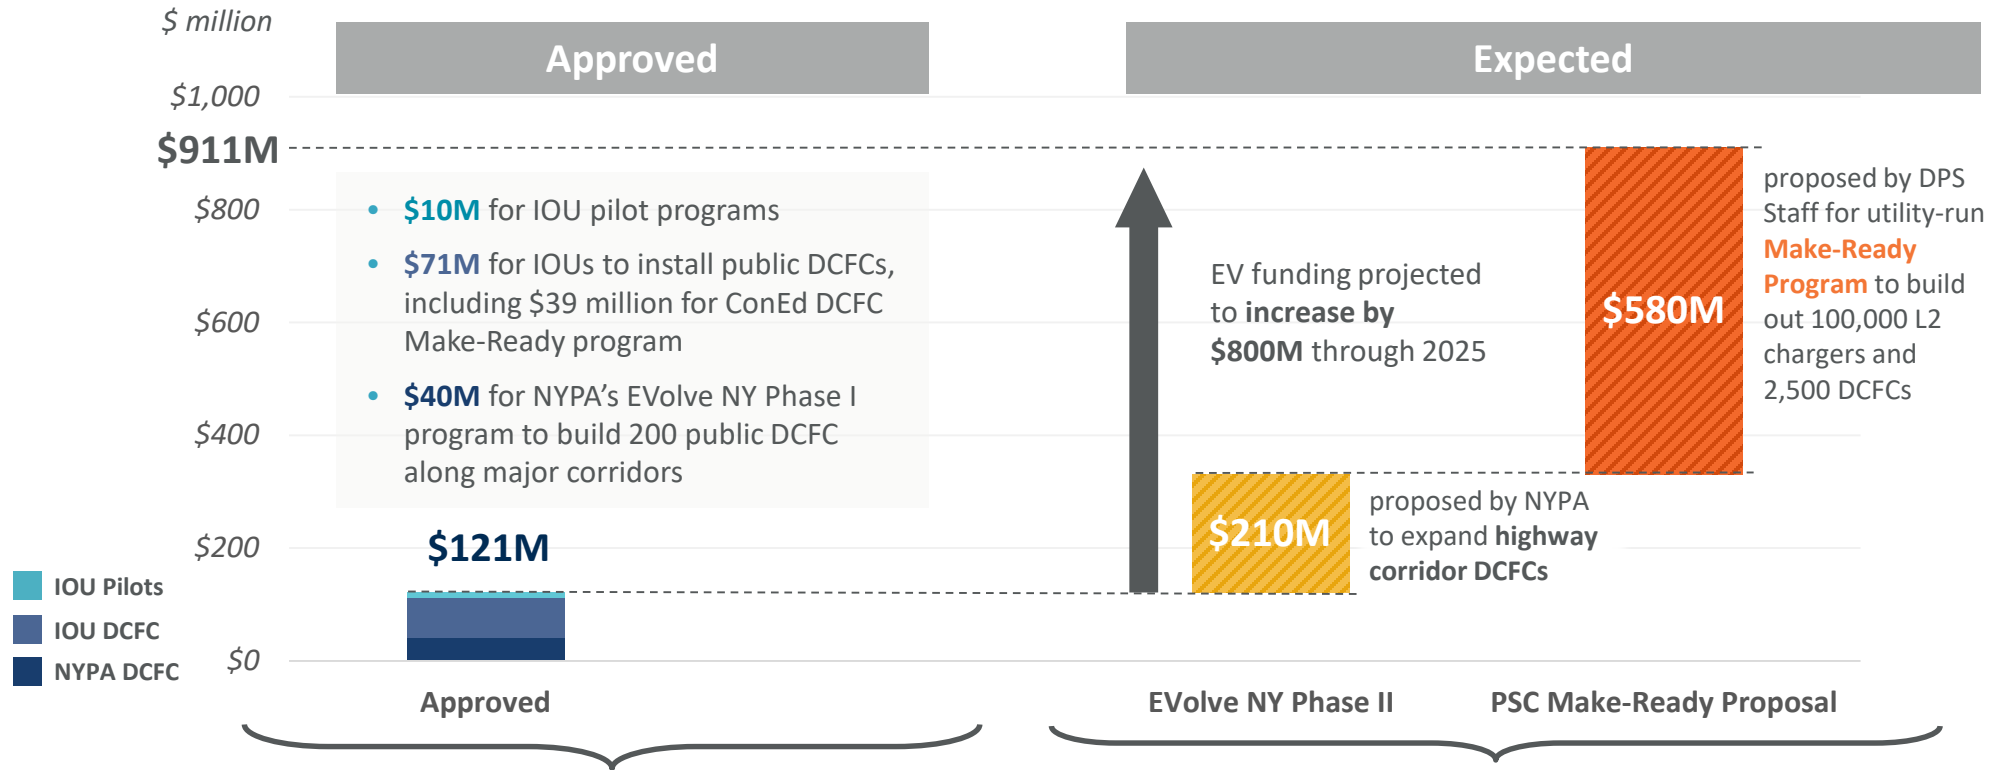 $ million
Approved
Expected
$1,000
$911M
$800
$600
$400
$200
$0
• $10M for IOU pilot programs
• $71M for IOUs to install public DCFCs,
including $39 million for ConEd DCFC
Make-Ready program
• $40M for NYPA’s EVolve NY Phase I
program to build 200 public DCFC
along major corridors
$121M
IOU Pilots
IOU DCFC
NYPA DCFC
EV funding projected
to increase by
$800M through 2025
$210M
proposed by NYPA
to expand highway
corridor DCFCs
$580M
proposed by DPS
Staff for utility-run
Make-Ready
Program to build
out 100,000 L2
chargers and
2,500 DCFCs
Approved
EVolve NY Phase II
PSC Make-Ready Proposal